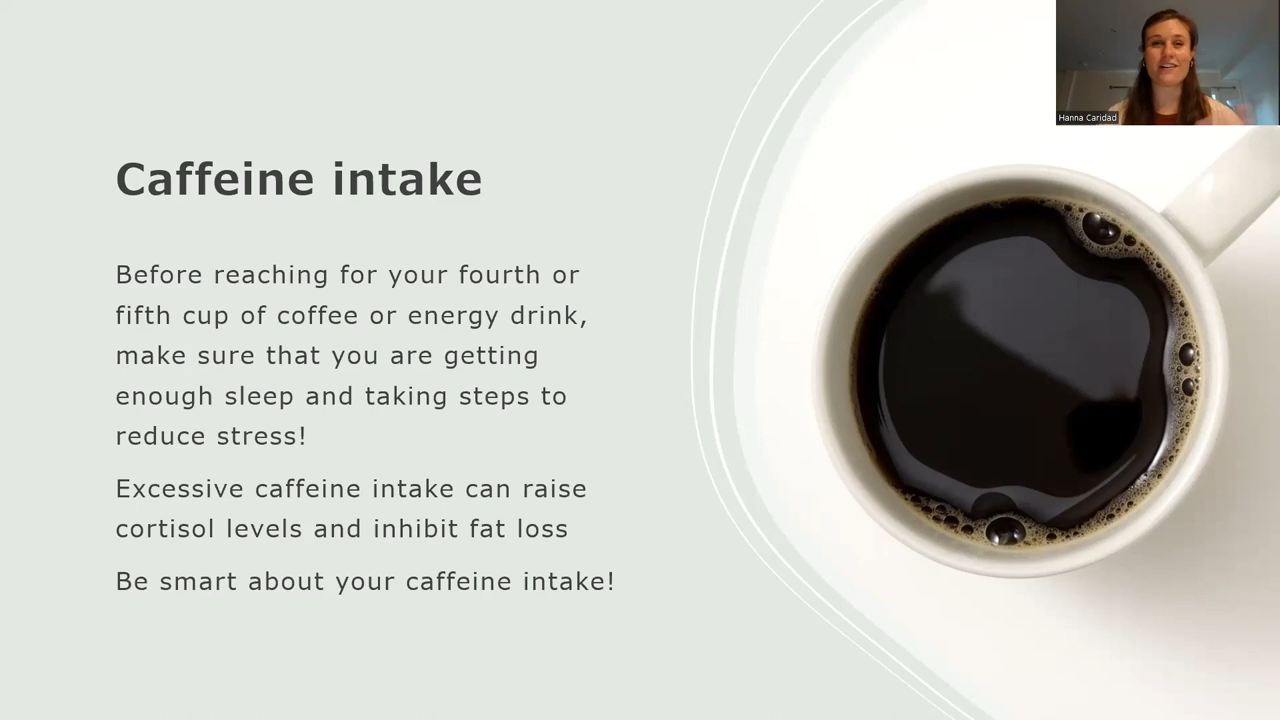 Hanna Caridad
Caffeine intake
Before reaching for your fourth or
fifth cup of coffee or energy drink,
make sure that you are getting
enough sleep and taking steps to
reduce stress!
Excessive caffeine intake can raise
cortisol levels and inhibit fat loss
Be smart about your caffeine intake!